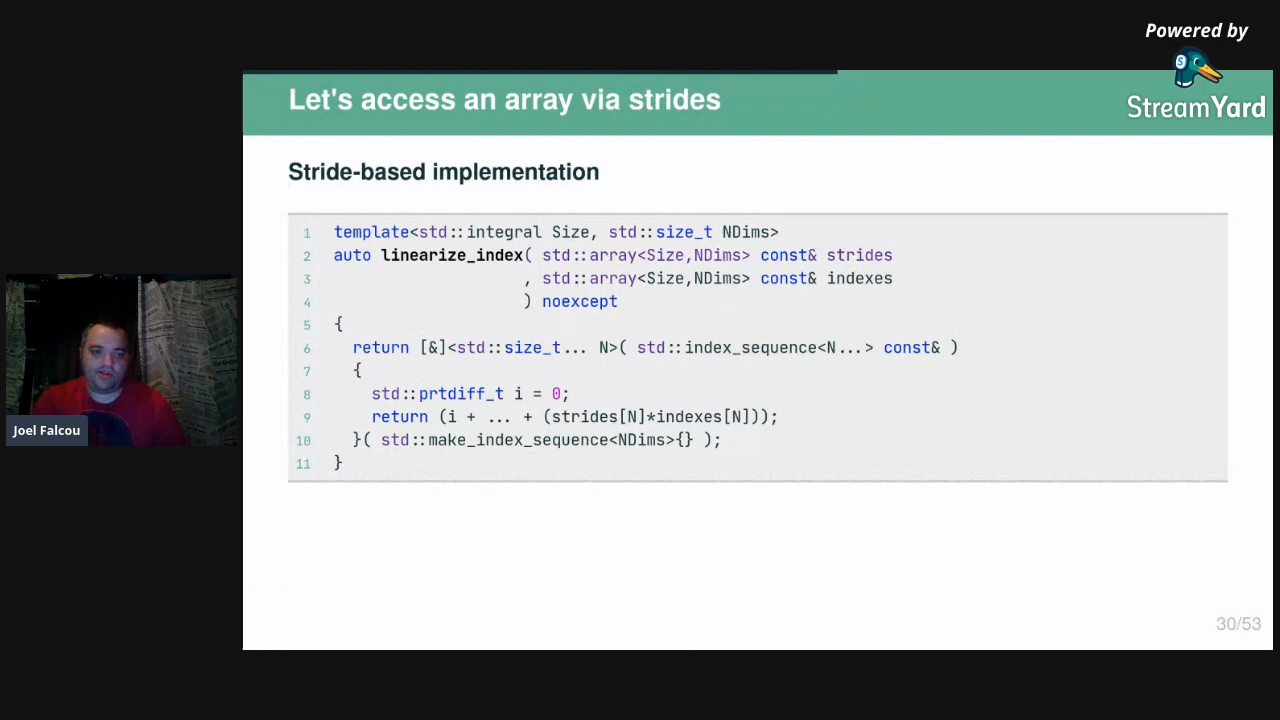 Powered by
StreamYard
Let's access an array via strides
Stride-based implementation
1 template<std::integral Size, std::size_t NDims>
2 auto linearize_index( std::array<Size,NDims> const& strides
3 , std::array<Size,NDims> const& indexes
4 ) noexcept
5 {
6 return [&]<std::size_t... N>( std::index_sequence<N...> const& )
7 {
8 std::prtdiff_t i = 0;
9 return (i + ... + (strides[N]*indexes[N]));
10 }( std::make_index_sequence<NDims>{} );
11 }
Joel Falcou
30/53